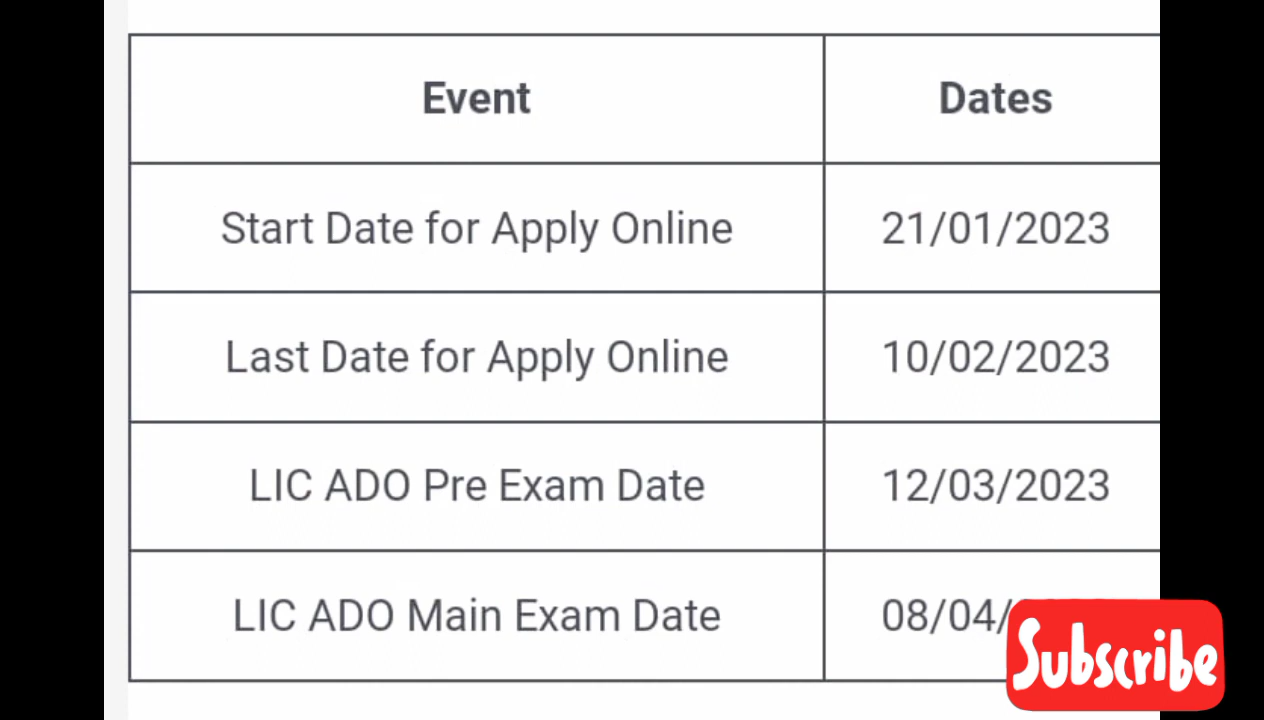 Event Dates
Start Date for Apply Online 21/01/2023
Last Date for Apply Online 10/02/2023
LIC ADO Pre Exam Date 12/03/2023
LIC ADO Main Exam Date 08/04/
Subscribe